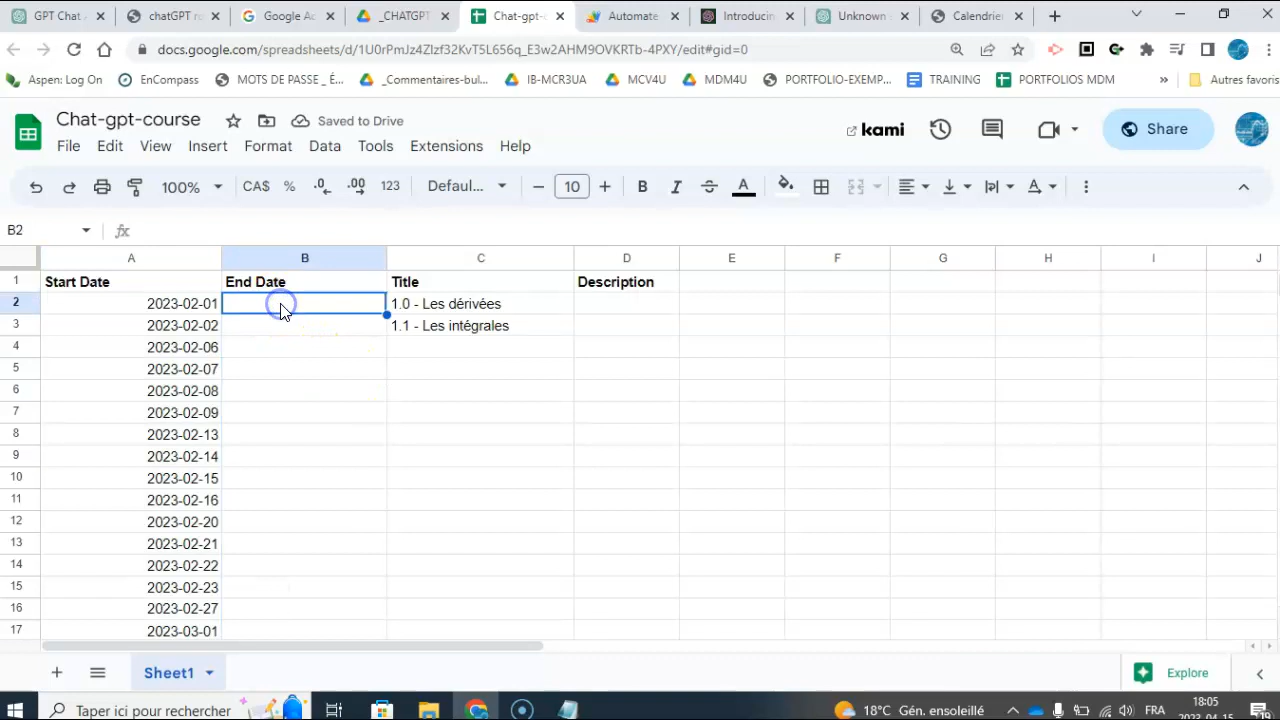 GPT Chat
chatGPT ro
Google Ac
_CHATGPT
Chat-gpt-c
Automate
Introducin
Unknown
Calendrier
docs.google.com/spreadsheets/d/1U0rPmJz4ZIzf32KvT5L656q_E3w2AHM9OVKRTb-4PXY/edit#gid=0
Aspen: Log On
EnCompass
MOTS DE PASSE _É...
_Commentaires-bul...
IB-MCR3UA
MCV4U
MDM4U
PORTFOLIO-EXEMP...
TRAINING
PORTFOLIOS MDM
»
Autres favoris
Chat-gpt-course
Saved to Drive
kami
Share
File Edit View Insert Format Data Tools Extensions Help
100% CA$ % .0 .00 123 Defaul... − 10 + B I S A
B2 fx
A B C D E F G H I J
1 Start Date End Date Title Description
2 2023-02-01 1.0 - Les dérivées
3 2023-02-02 1.1 - Les intégrales
4 2023-02-06
5 2023-02-07
6 2023-02-08
7 2023-02-09
8 2023-02-13
9 2023-02-14
10 2023-02-15
11 2023-02-16
12 2023-02-20
13 2023-02-21
14 2023-02-22
15 2023-02-23
16 2023-02-27
17 2023-03-01
Sheet1
Explore
Taper ici pour rechercher
18°C Gén. ensoleillé
FRA
18:05
2023-04-15